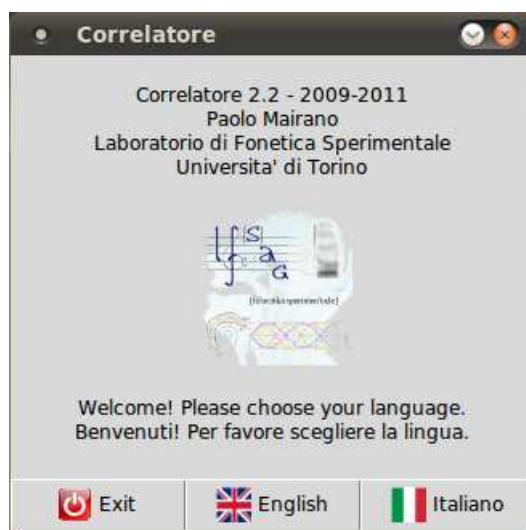 Correlatore
Correlatore 2.2 - 2009-2011
Paolo Mairano
Laboratorio di Fonetica Sperimentale
Universita' di Torino
Welcome! Please choose your language.
Benvenuti! Per favore scegliere la lingua.
Exit English Italiano